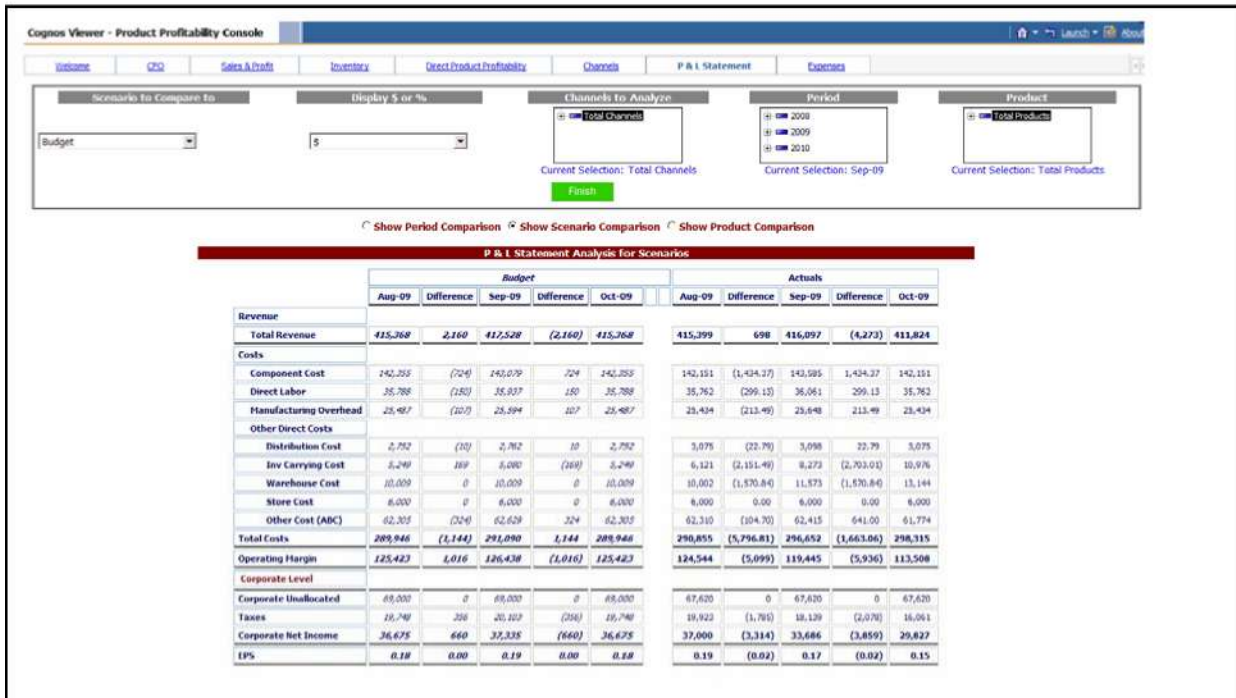 Cognos Viewer - Product Profitability Console Launch About
Welcome CPO Sales & Profit Inventory Direct Product Profitability Channels P & L Statement Expenses
Scenario to Compare to Display $ or % Channels to Analyze Period Product
Budget $ Total Channels 2008 Total Products
2009
2010
Current Selection: Total Channels Current Selection: Sep-09 Current Selection: Total Products
Finish
Show Period Comparison Show Scenario Comparison Show Product Comparison
P & L Statement Analysis for Scenarios
Budget Actuals
Aug-09 Difference Sep-09 Difference Oct-09 Aug-09 Difference Sep-09 Difference Oct-09
Revenue
Total Revenue 415,368 2,160 417,528 (2,160) 415,368 415,399 698 416,097 (4,273) 411,824
Costs
Component Cost 142,355 (724) 143,079 724 142,355 142,151 (1,434.37) 143,585 1,434.37 142,151
Direct Labor 35,788 (150) 35,937 150 35,788 35,762 (299.13) 36,061 299.13 35,762
Manufacturing Overhead 25,487 (107) 25,594 107 25,487 25,434 (213.49) 25,648 213.49 25,434
Other Direct Costs
Distribution Cost 2,752 (10) 2,762 10 2,752 3,075 (22.79) 3,098 22.79 3,075
Inv Carrying Cost 5,249 169 5,080 (169) 5,249 6,121 (2,151.49) 8,273 (2,703.01) 10,976
Warehouse Cost 10,009 0 10,009 0 10,009 10,002 (1,570.84) 11,573 (1,570.84) 13,144
Store Cost 6,000 0 6,000 0 6,000 6,000 0.00 6,000 0.00 6,000
Other Cost (ABC) 62,305 (324) 62,629 324 62,305 62,310 (104.70) 62,415 641.00 61,774
Total Costs 289,946 (1,144) 291,090 1,144 289,946 290,855 (5,796.81) 296,652 (1,663.06) 298,315
Operating Margin 125,423 1,016 126,438 (1,016) 125,423 124,544 (5,099) 119,445 (5,936) 113,508
Corporate Level
Corporate Unallocated 69,000 0 69,000 0 69,000 67,620 0 67,620 0 67,620
Taxes 19,748 356 20,103 (356) 19,748 19,923 (1,785) 18,139 (2,078) 16,061
Corporate Net Income 36,675 660 37,335 (660) 36,675 37,000 (3,314) 33,686 (3,859) 29,827
EPS 0.18 0.00 0.19 0.00 0.18 0.19 (0.02) 0.17 (0.02) 0.15